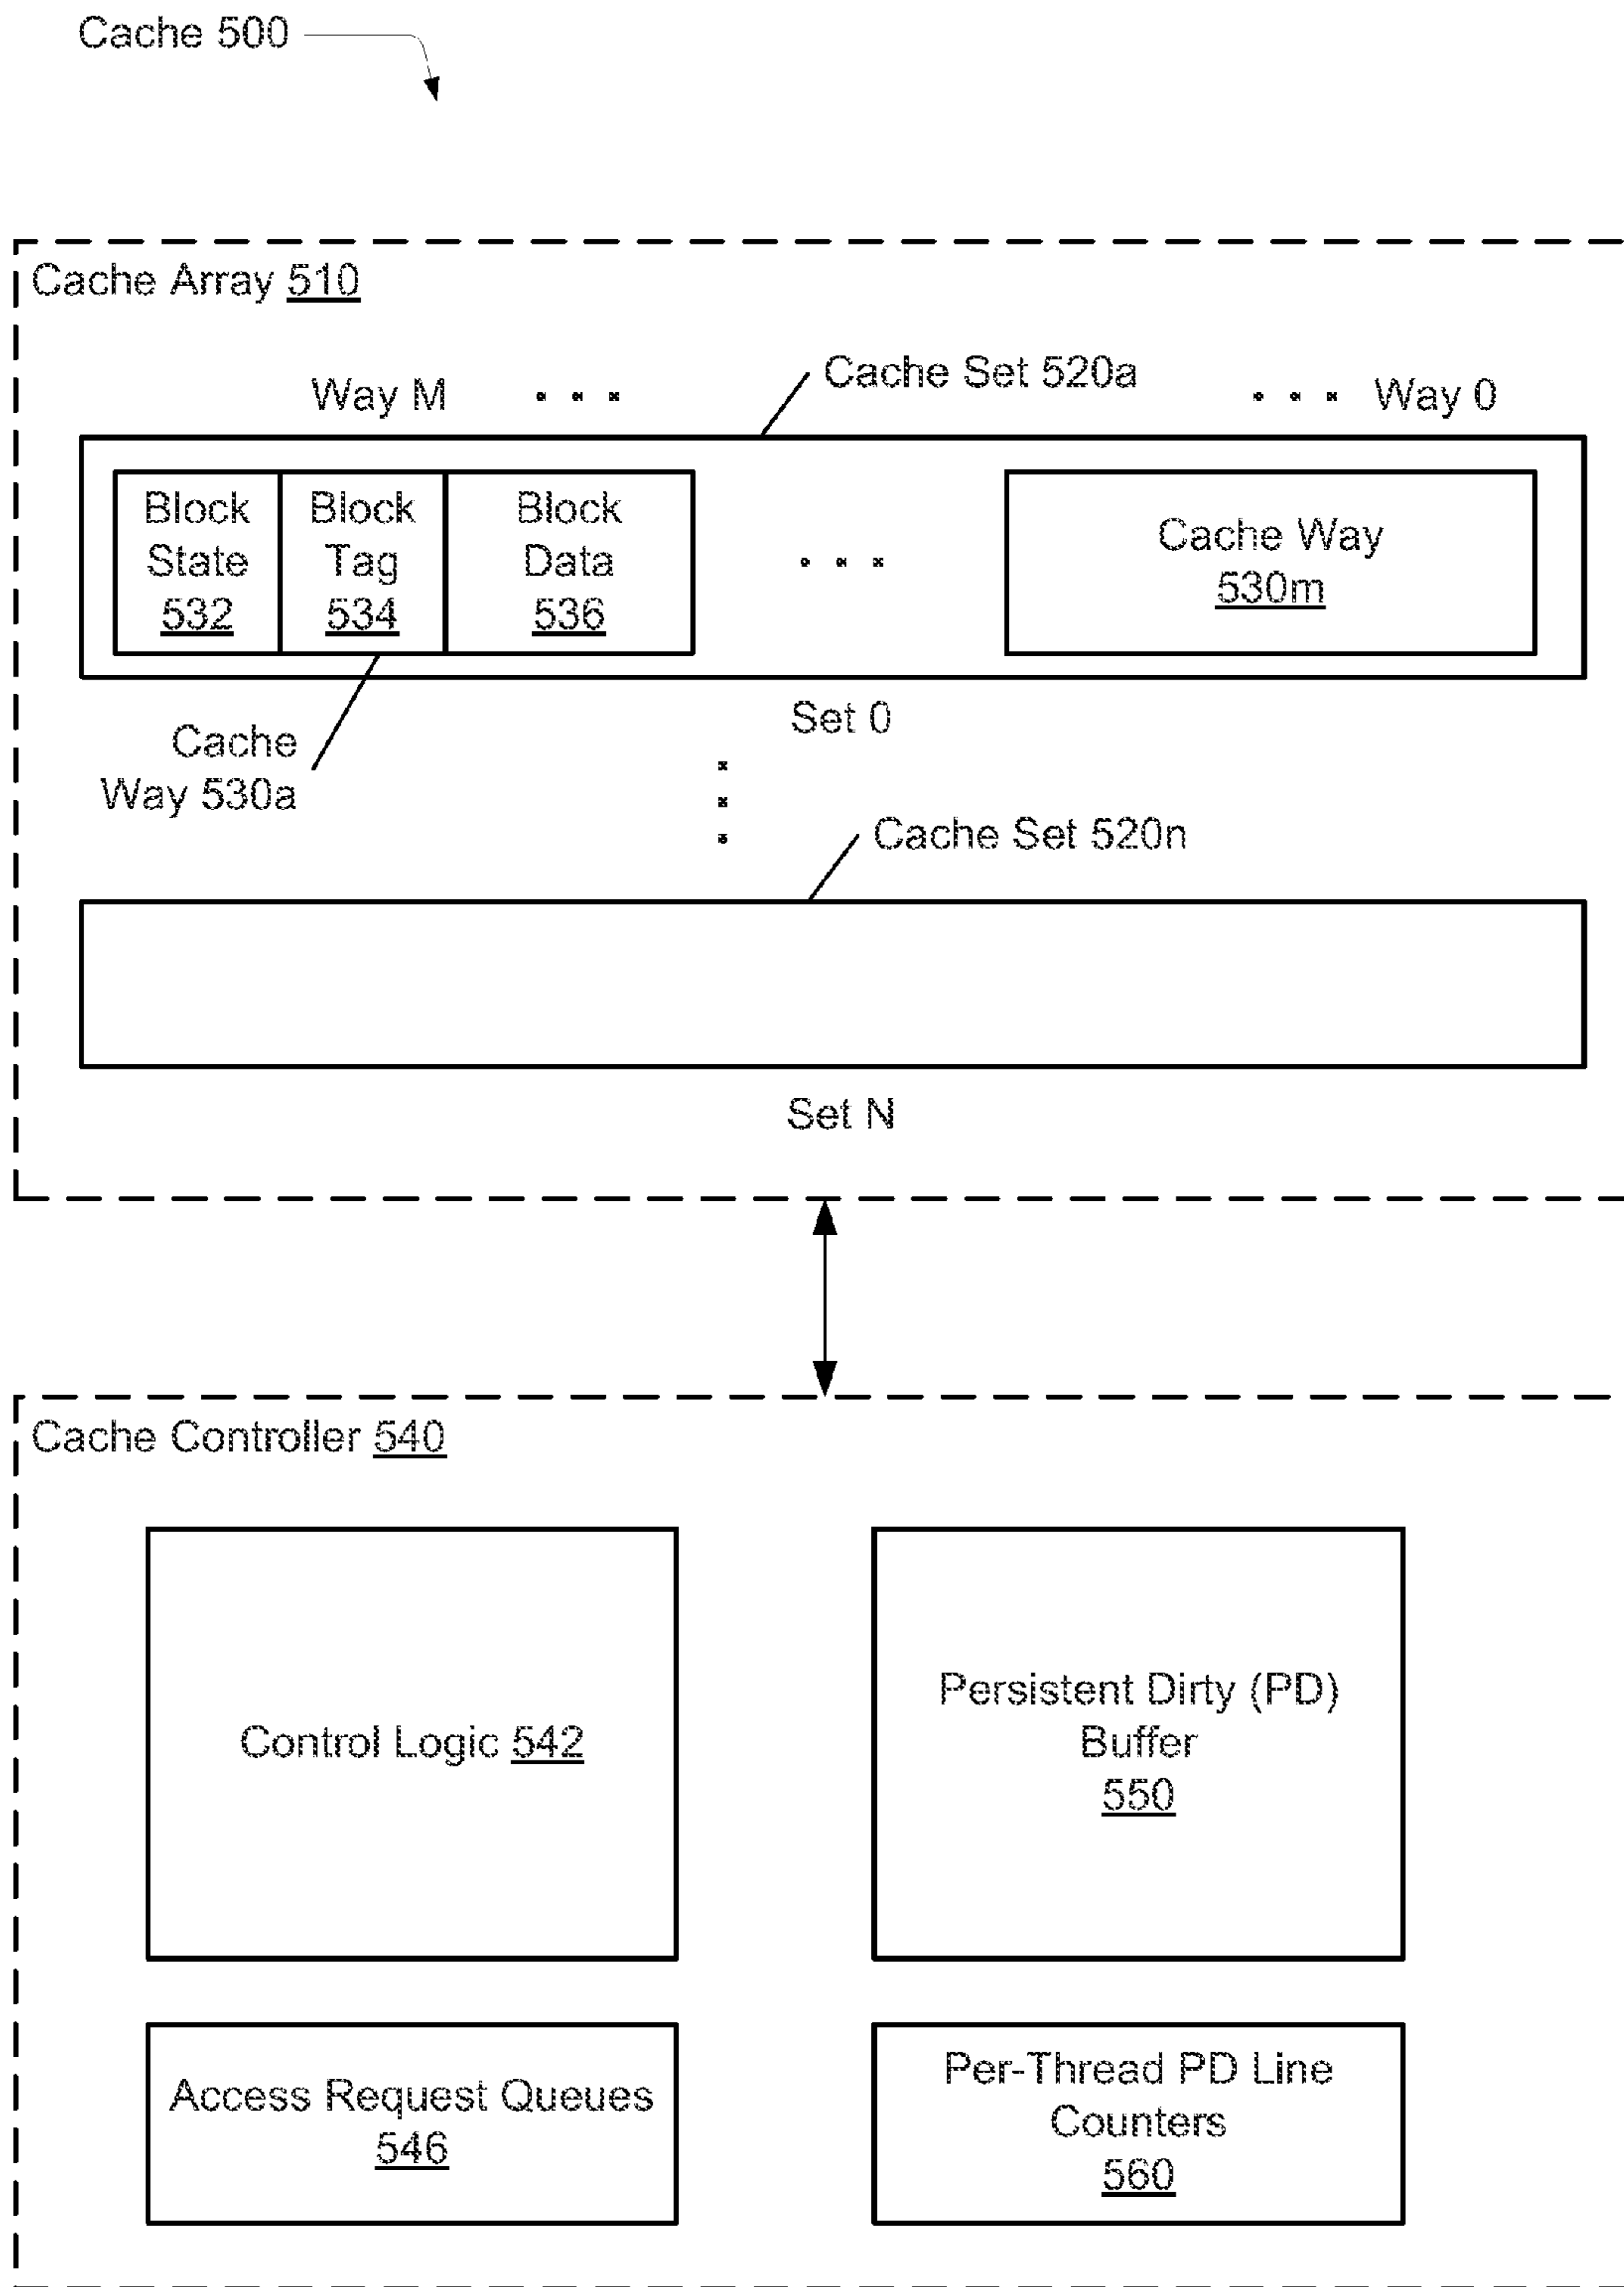 Cache 500
Cache Array 510
Cache Set 520a
Way M
Way 0
Block
State
532
Block
Tag
534
Block
Data
536
Cache Way
530m
Set 0
Cache
Way 530a
Cache Set 520n
Set N
Cache Controller 540
Control Logic 542
Persistent Dirty (PD)
Buffer
550
Access Request Queues
546
Per-Thread PD Line
Counters
560